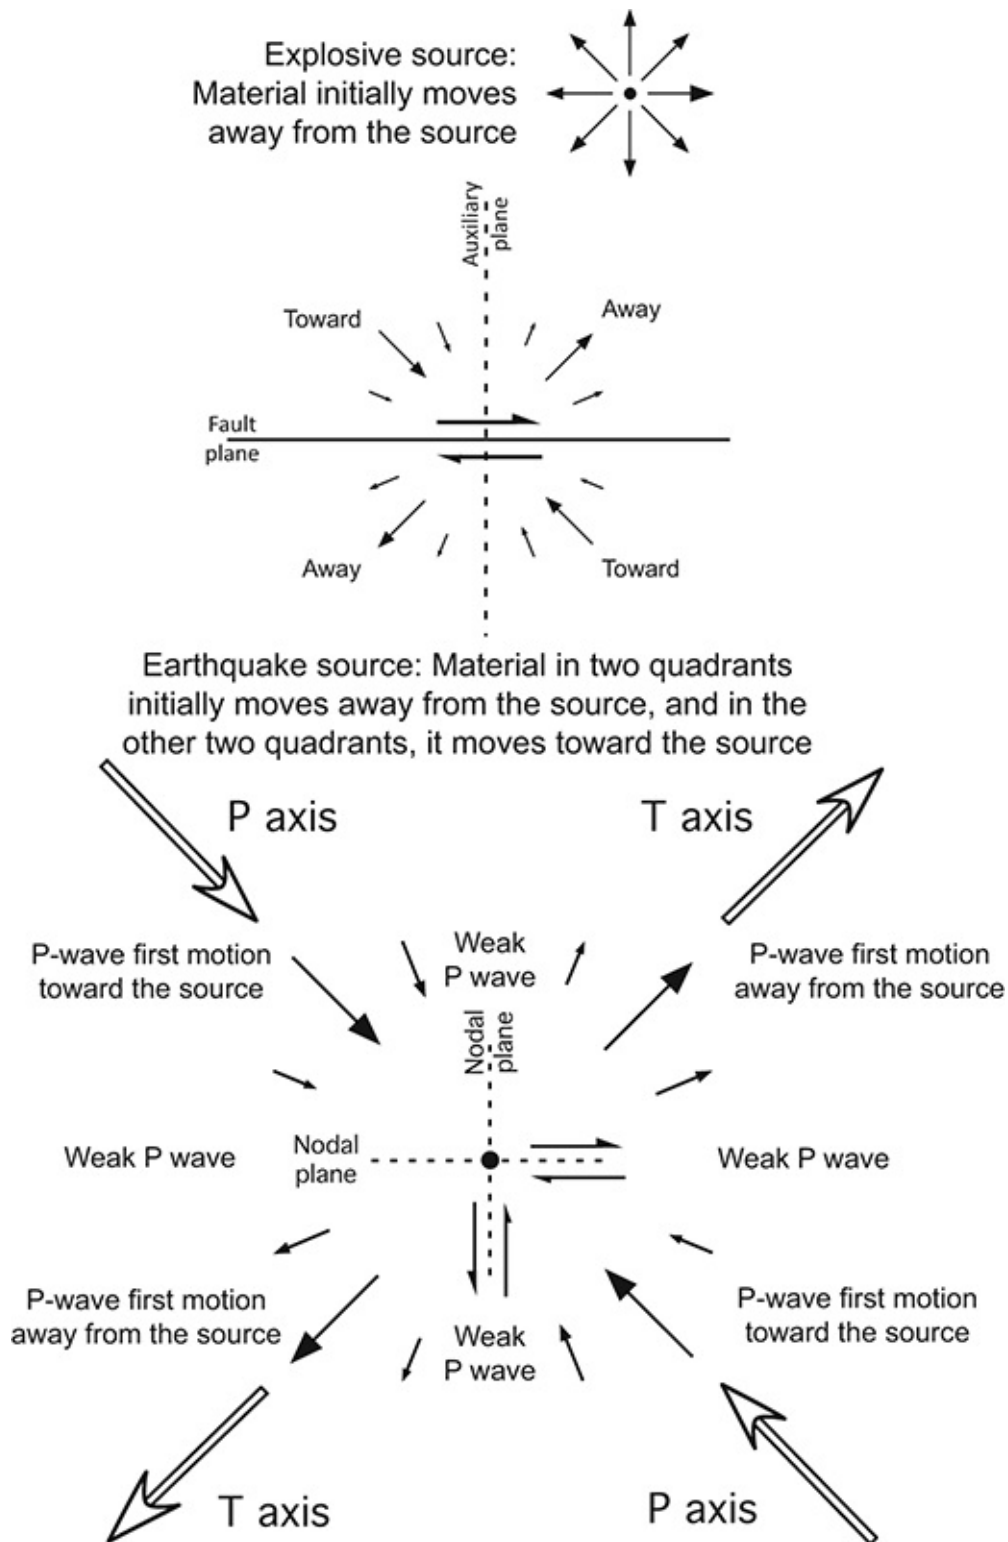 Explosive source:
Material initially moves
away from the source
Auxiliary
plane
Toward
Away
Fault
plane
Away
Toward
Earthquake source: Material in two quadrants
initially moves away from the source, and in the
other two quadrants, it moves toward the source
P axis
T axis
P-wave first motion
toward the source
Weak
P wave
P-wave first motion
away from the source
Nodal
plane
Weak P wave
Nodal
plane
Weak P wave
P-wave first motion
away from the source
Weak
P wave
P-wave first motion
toward the source
T axis
P axis